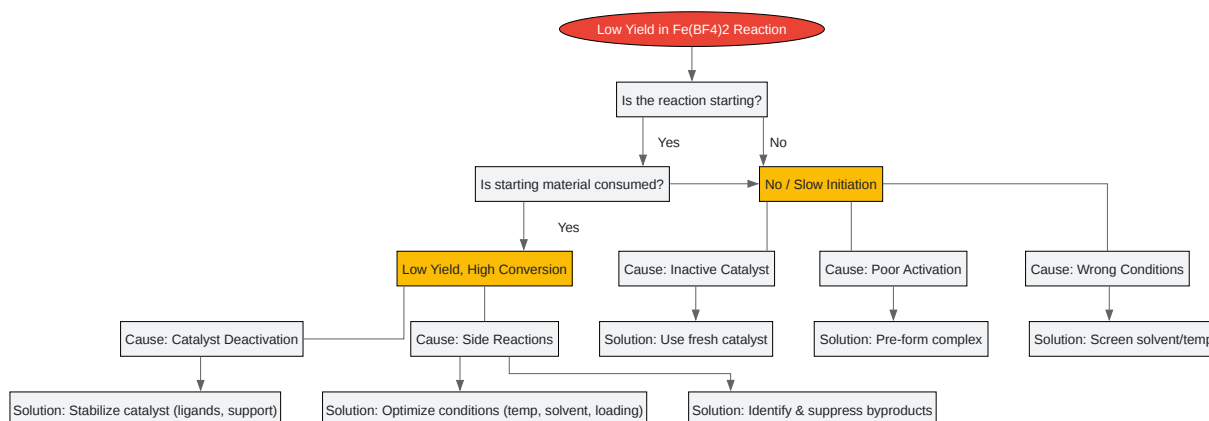 Low Yield in Fe(BF4)2 Reaction
Is the reaction starting?
Yes
No
Is starting material consumed?
No / Slow Initiation
Yes
Low Yield, High Conversion
Cause: Inactive Catalyst
Cause: Poor Activation
Cause: Wrong Conditions
Cause: Catalyst Deactivation
Cause: Side Reactions
Solution: Use fresh catalyst
Solution: Pre-form complex
Solution: Screen solvent/temp
Solution: Stabilize catalyst (ligands, support)
Solution: Optimize conditions (temp, solvent, loading)
Solution: Identify & suppress byproducts